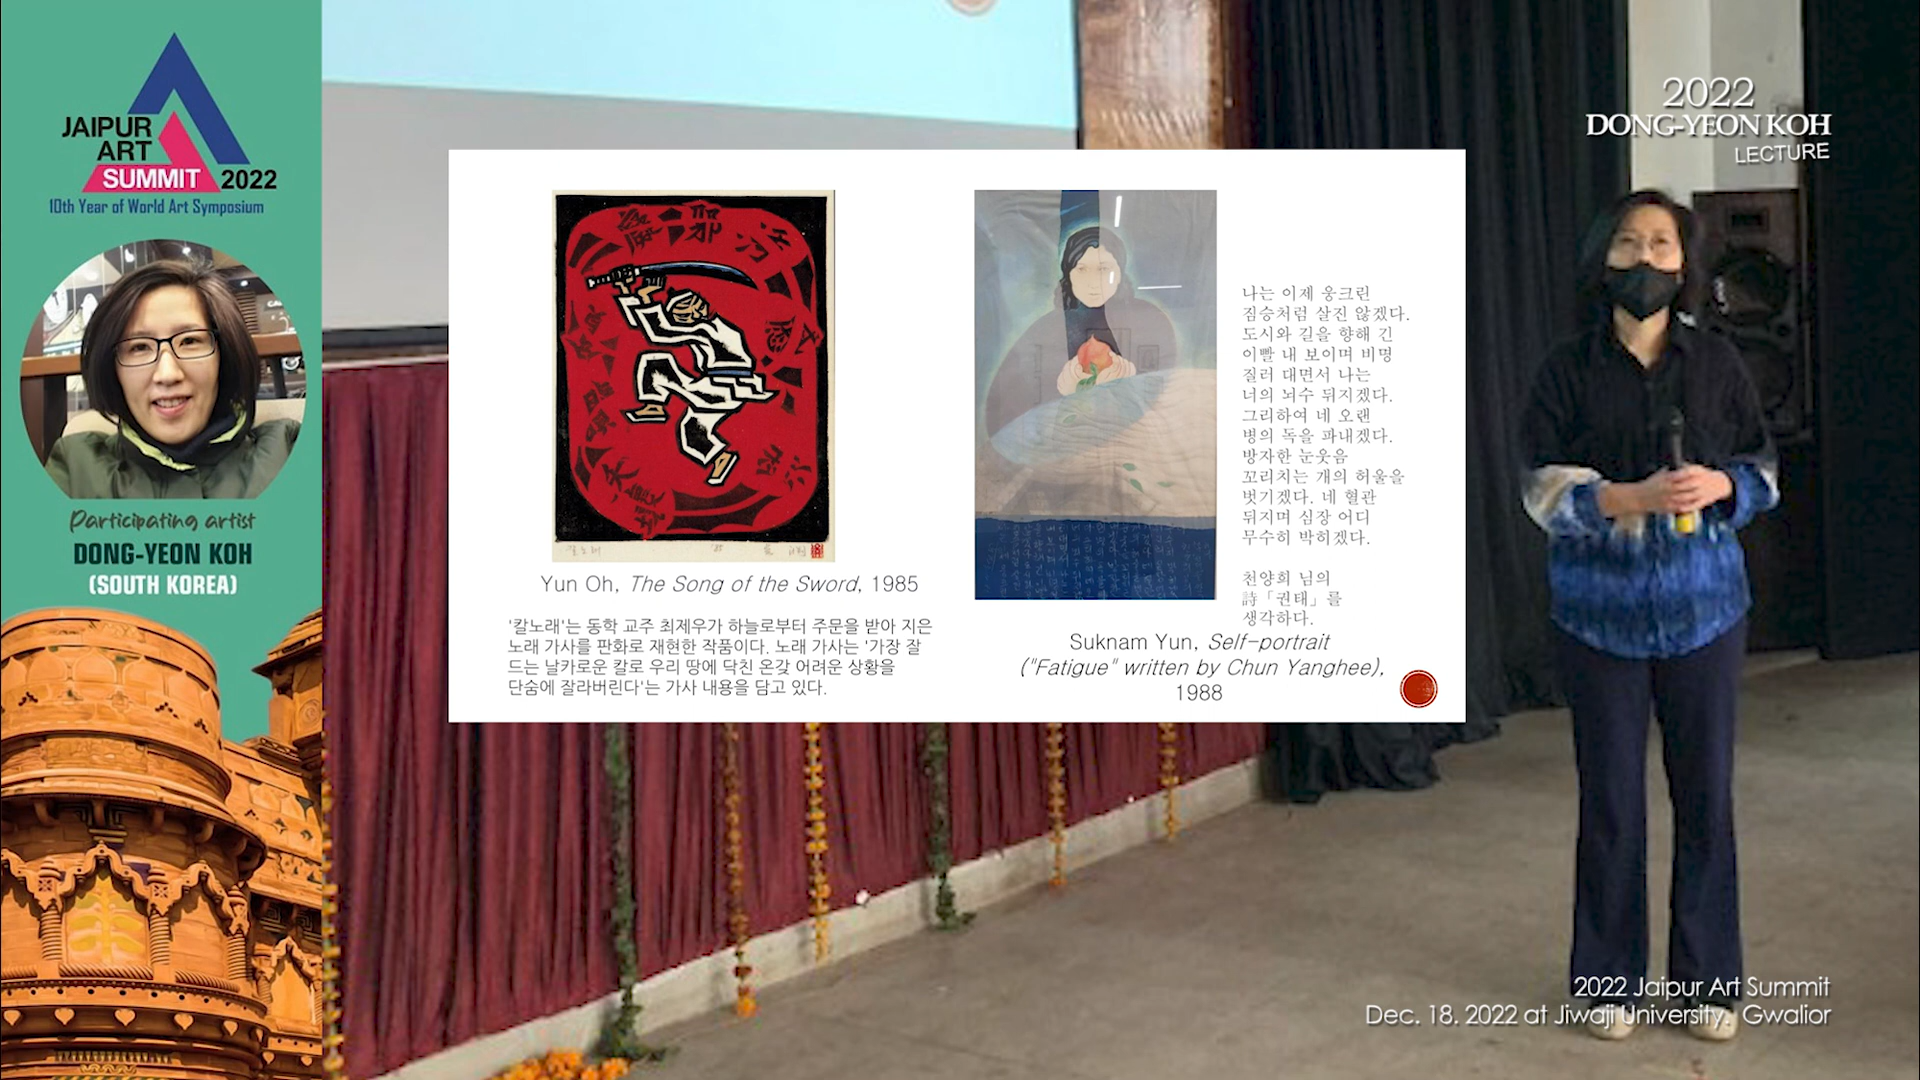 JAIPUR
ART
SUMMIT 2022
10th Year of World Art Symposium
Participating artist
DONG-YEON KOH
(SOUTH KOREA)
Yun Oh, The Song of the Sword, 1985
'칼노래'는 동학 교주 최제우가 하늘로부터 주문을 받아 지은
노래 가사를 판화로 재현한 작품이다. 노래 가사는 '가장 잘
드는 날카로운 칼로 우리 땅에 닥친 온갖 어려운 상황을
단숨에 잘라버린다'는 가사 내용을 담고 있다.
나는 이제 웅크린
짐승처럼 살진 않겠다.
도시와 길을 향해 긴
이빨 내 보이며 비명
질러 대면서 나는
너의 뇌수 뒤지겠다.
그리하여 네 오랜
병의 독을 파내겠다.
방자한 눈웃음
꼬리치는 개의 허울을
벗기겠다. 네 혈관
뒤지며 심장 어디
무수히 박히겠다.
천양희 님의
詩「권태」를
생각하다.
Suknam Yun, Self-portrait
("Fatigue" written by Chun Yanghee),
1988
2022
DONG-YEON KOH
LECTURE
2022 Jaipur Art Summit
Dec. 18. 2022 at Jiwaji University, Gwalior